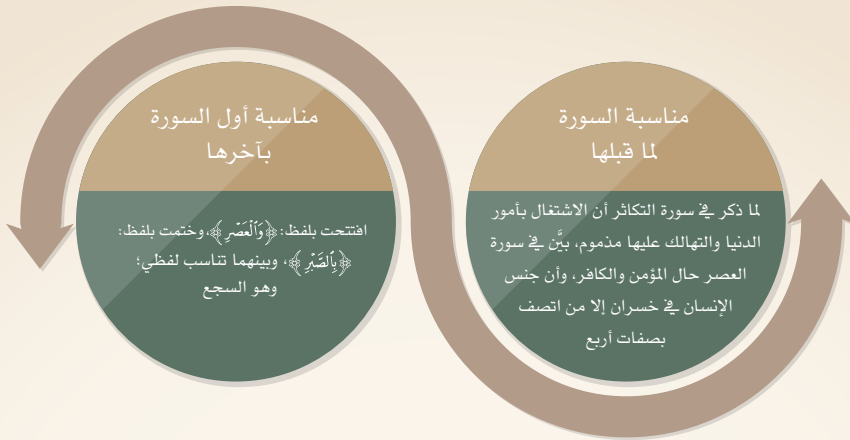 مناسبة السورة
لما قبلها
لما ذكر في سورة التكاثر أن الاشتغال بأمور
الدنيا والتهالك عليها مذموم، بيَّن في سورة
العصر حال المؤمن والكافر، وأن جنس
الإنسان في خسران إلا من اتصف
بصفات أربع
مناسبة أول السورة
بآخرها
افتتحت بلفظ: ﴿وَٱلْعَصْرِ﴾، وختمت بلفظ:
﴿بِٱلصَّبْرِ﴾، وبينهما تناسب لفظي؛
وهو السجع